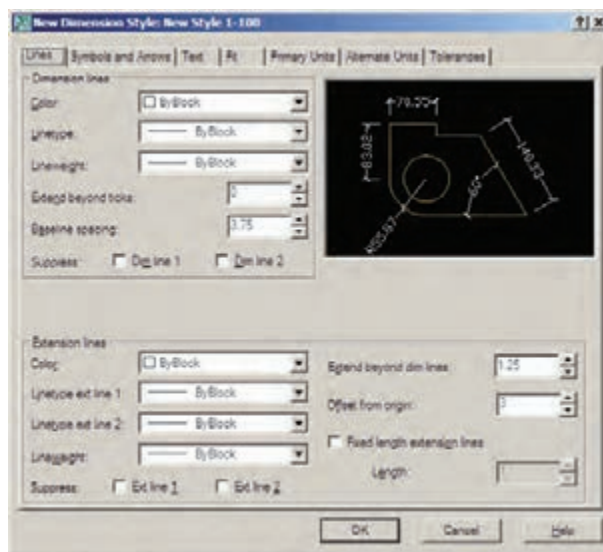 New Dimension Style: New Style 1-100
Lines Symbols and Arrows Text Fit Primary Units Alternate Units Tolerances
Dimension lines
Color: ByBlock
Linetype: ByBlock
Lineweight: ByBlock
Extend beyond ticks: 0
Baseline spacing: 3.75
Suppress: Dim line 1 Dim line 2
60°
Extension lines
Color: ByBlock
Linetype ext line 1: ByBlock
Linetype ext line 2: ByBlock
Lineweight: ByBlock
Suppress: Ext line 1 Ext line 2
Extend beyond dim lines: 1.25
Offset from origin: 3
Fixed length extension lines
Length: 1
OK Cancel Help